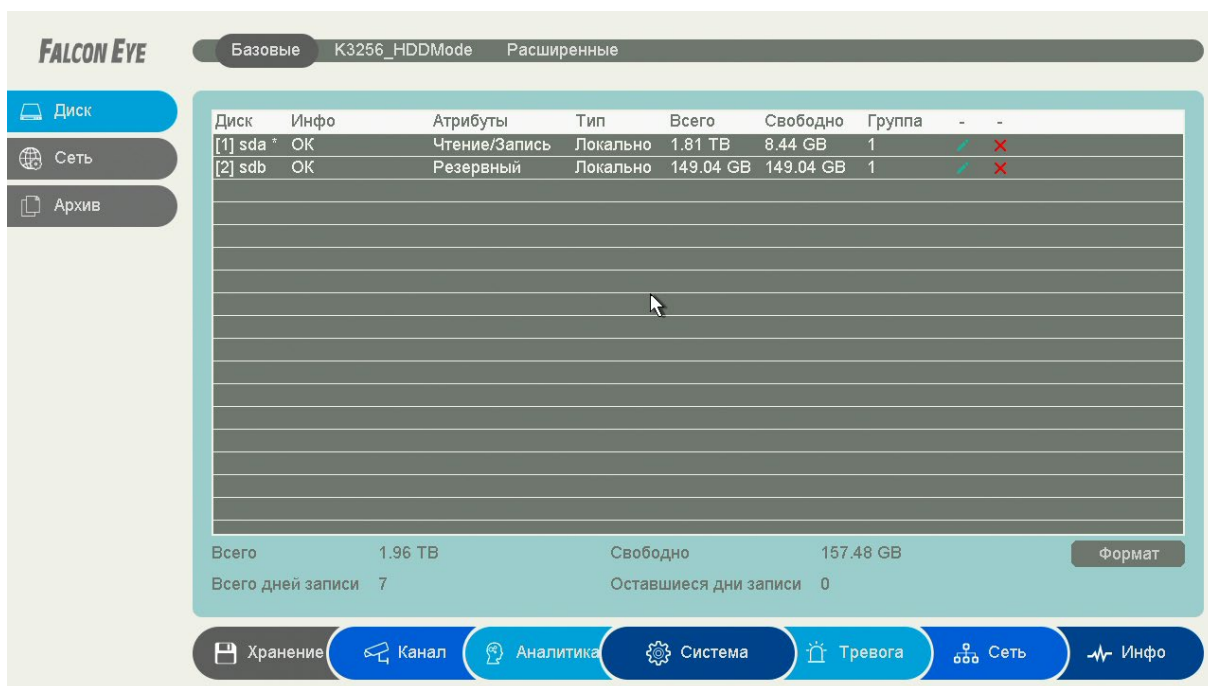 FALCON EYE
Базовые K3256_HDDMode Расширенные
Диск
Сеть
Архив
Диск Инфо Атрибуты Тип Всего Свободно Группа - -
[1] sda * ОК Чтение/Запись Локально 1.81 TB 8.44 GB 1
[2] sdb ОК Резервный Локально 149.04 GB 149.04 GB 1
Всего 1.96 TB Свободно 157.48 GB Формат
Всего дней записи 7 Оставшиеся дни записи 0
Хранение Канал Аналитика Система Тревога Сеть Инфо